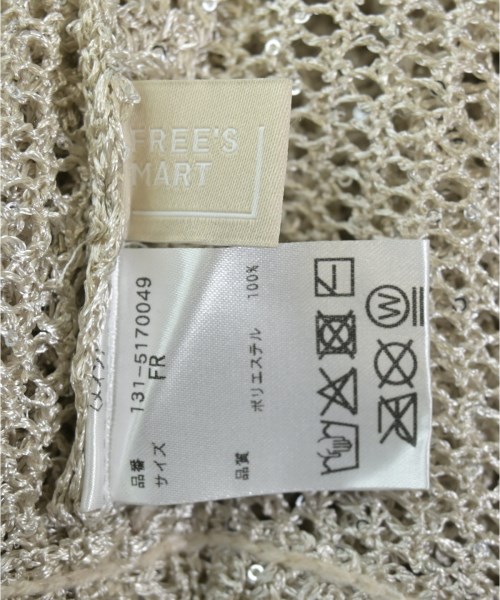 FREE'S
MART
品番 131-5170049
サイズ FR
品質 ポリエステル 100%
W